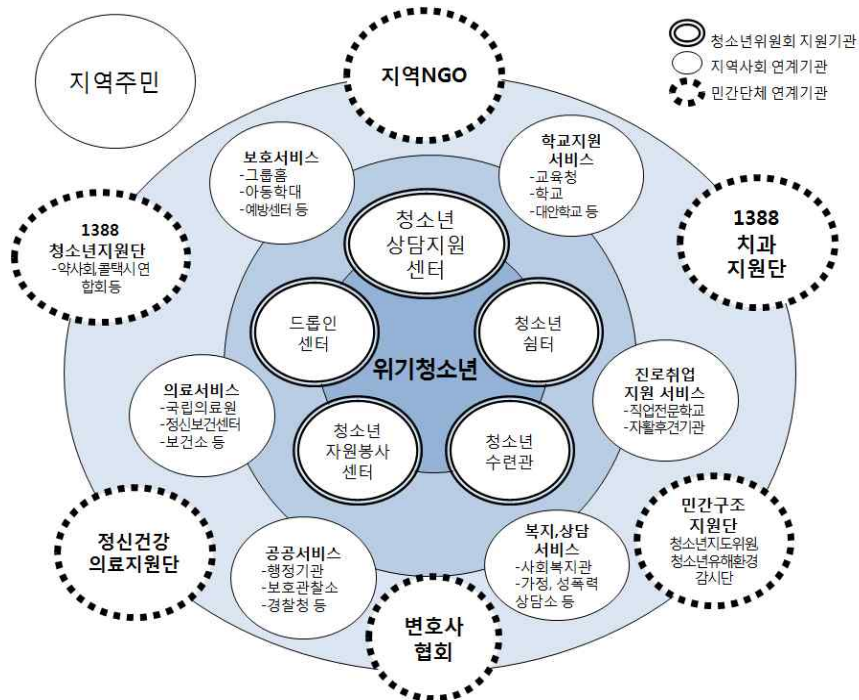 지역주민
지역NGO
청소년위원회 지원기관
지역사회 연계기관
민간단체 연계기관
보호서비스
-그룹홈
-아동학대
-예방센터 등
학교지원
서비스
-교육청
-학교
-대안학교 등
1388
청소년지원단
-약사회,콜택시연
합회등
청소년
상담지원
센터
1388
치과
지원단
드롭인
센터
청소년
쉼터
위기청소년
의료서비스
-국립의료원
-정신보건센터
-보건소 등
진로취업
지원 서비스
-직업전문학교
-자활후견기관
청소년
자원봉사
센터
청소년
수련관
정신건강
의료지원단
공공서비스
-행정기관
-보호관찰소
-경찰청 등
변호사
협회
복지,상담
서비스
-사회복지관
-가정, 성폭력
상담소 등
민간구조
지원단
청소년지도위원,
청소년유해환경
감시단